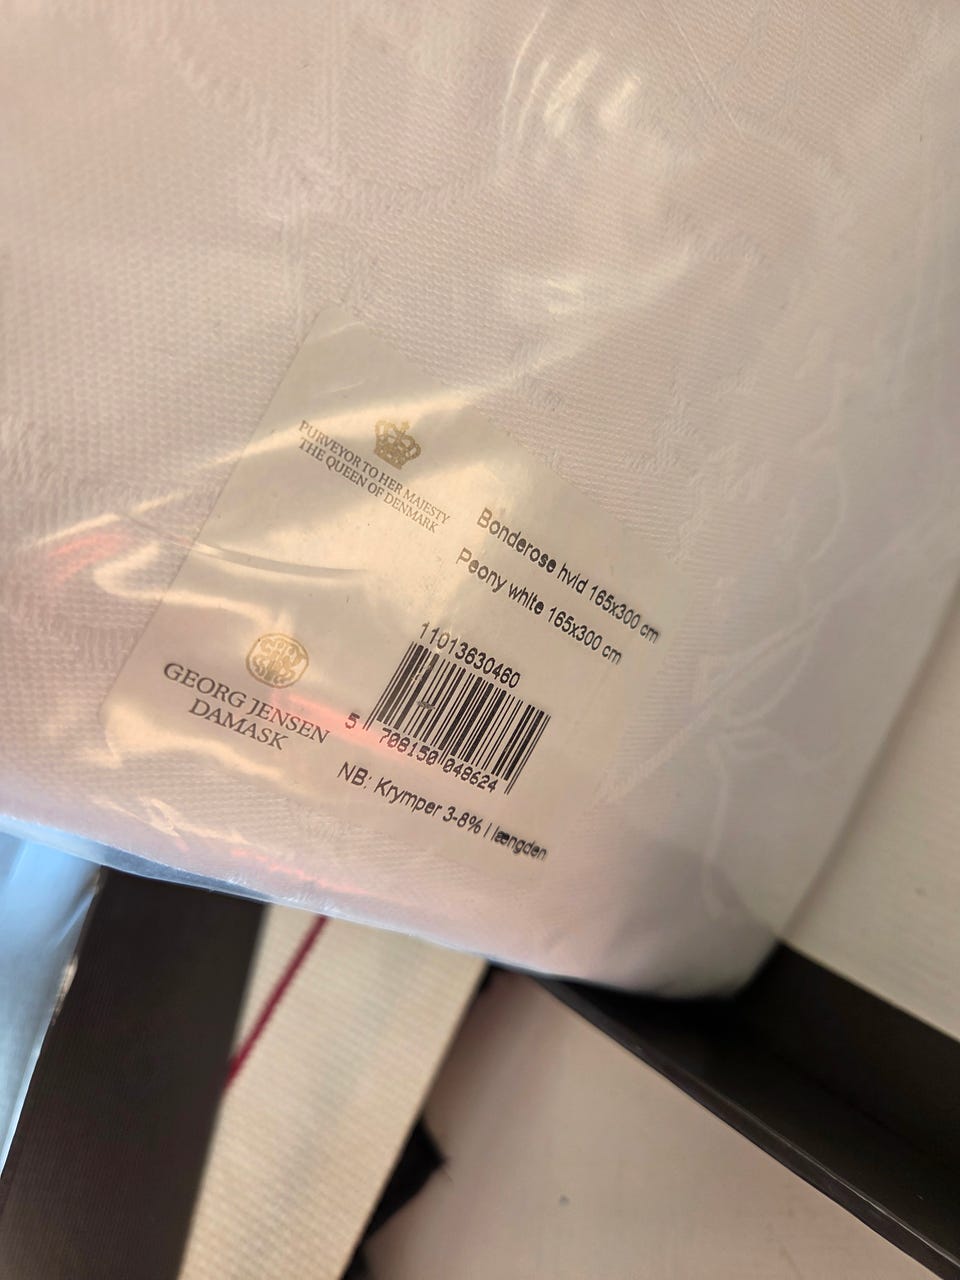 PURVEYOR TO HER MAJESTY
THE QUEEN OF DENMARK
Bonderose hvid 165x300 cm
Peony white 165x300 cm
11013630460
5 708150 048624
GEORG JENSEN
DAMASK
NB: Krymper 3-8% i længden